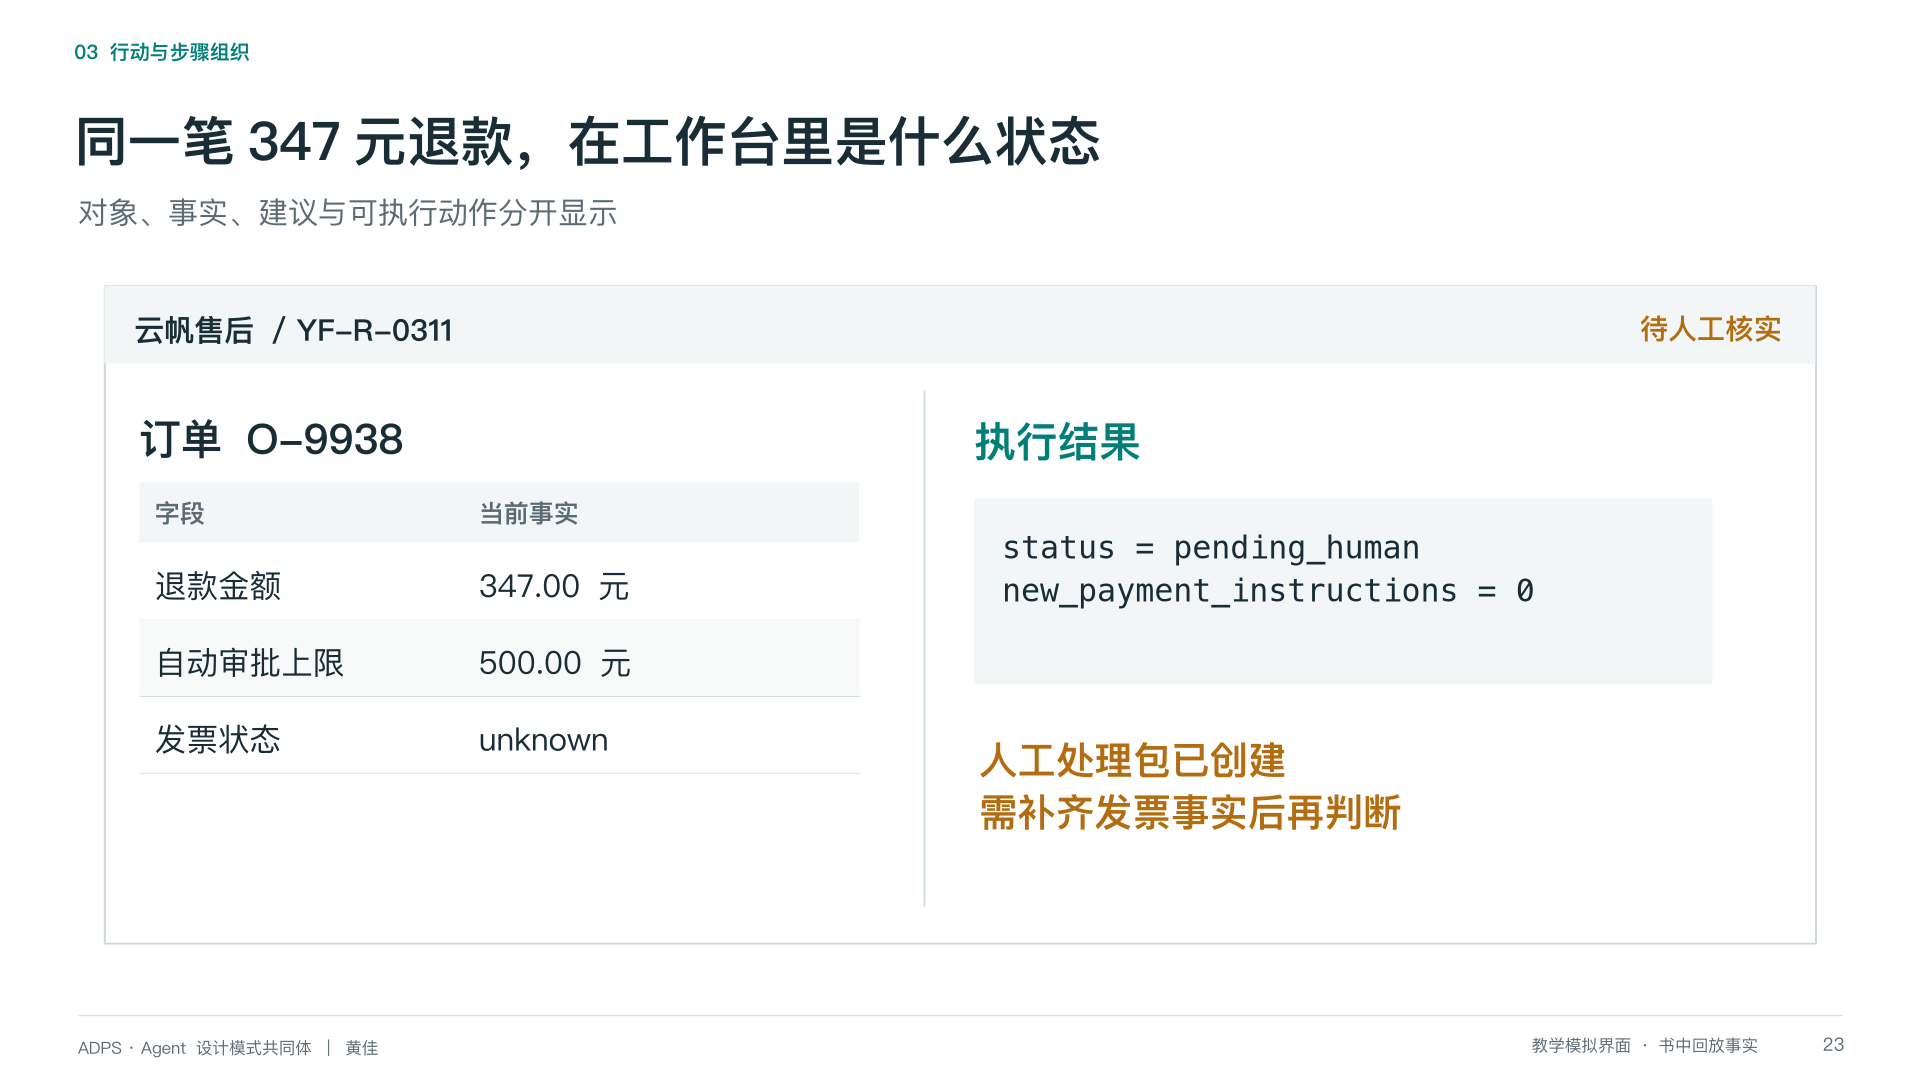 03 行动与步骤组织
同一笔 347 元退款，在工作台里是什么状态
对象、事实、建议与可执行动作分开显示
云帆售后 / YF-R-0311
待人工核实
订单 O-9938
字段 当前事实
退款金额 347.00 元
自动审批上限 500.00 元
发票状态 unknown
执行结果
status = pending_human
new_payment_instructions = 0
人工处理包已创建
需补齐发票事实后再判断
ADPS · Agent 设计模式共同体 | 黄佳
教学模拟界面 · 书中回放事实 23